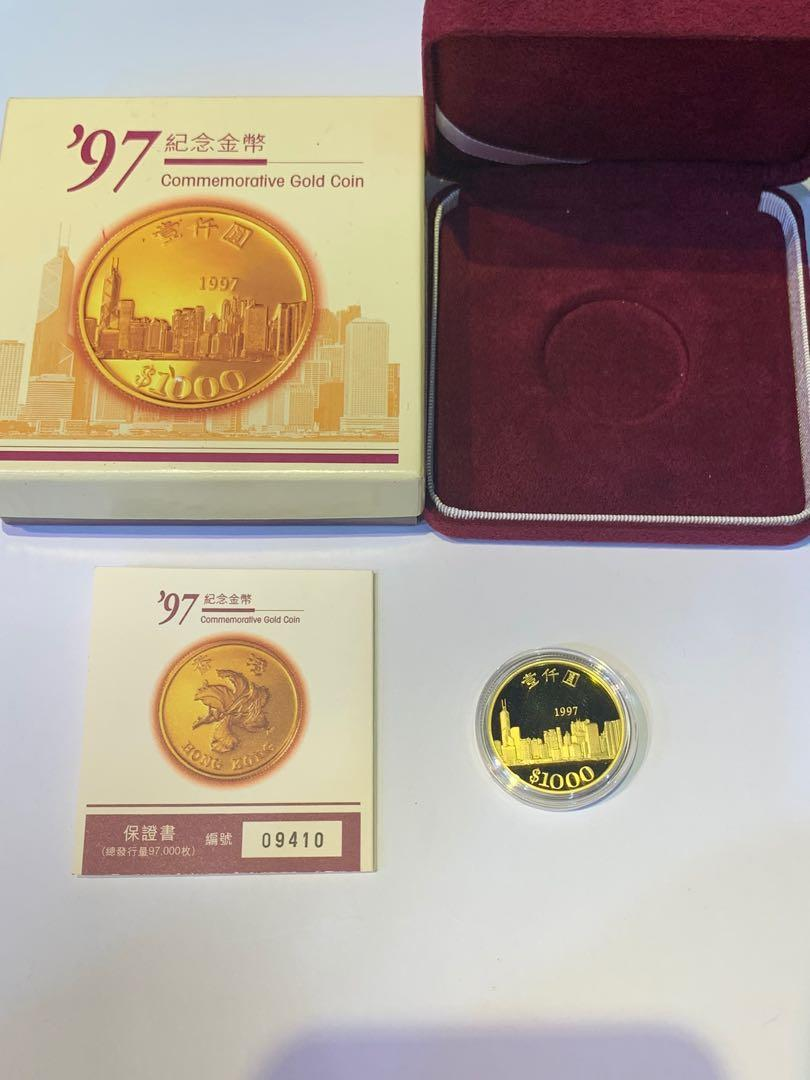 '97 紀念金幣
Commemorative Gold Coin
壹仟圓
1997
$1000
'97 紀念金幣
Commemorative Gold Coin
香港
HONG KONG
保證書 編號 09410
(總發行量97,000枚)
壹仟圓
1997
$1000